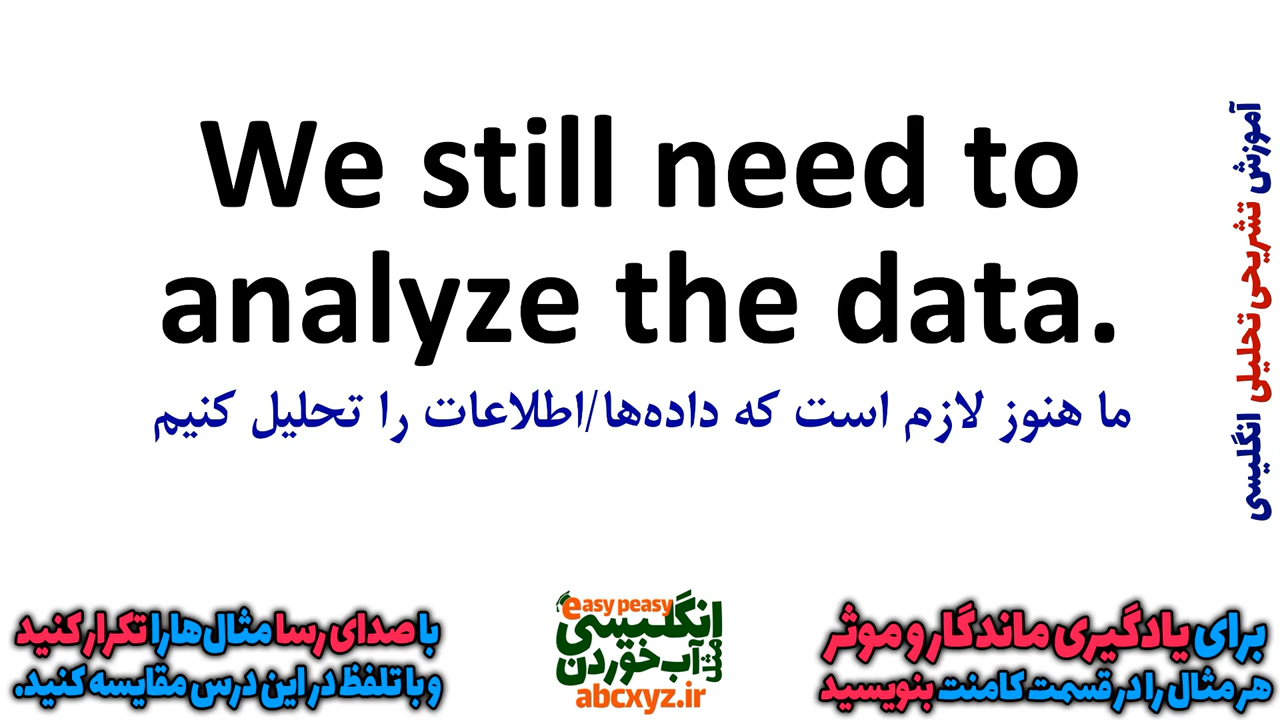 We still need to
analyze the data.
ما هنوز لازم است که داده‌ها/اطلاعات را تحلیل کنیم
آموزش تشریحی تحلیلی انگلیسی
برای یادگیری ماندگار و موثر
هر مثال را در قسمت کامنت بنویسید
easy peasy
انگلیسی
مثل آب خوردن
abcxyz.ir
با صدای رسا مثال‌ها را تکرار کنید
و با تلفظ در این درس مقایسه کنید.